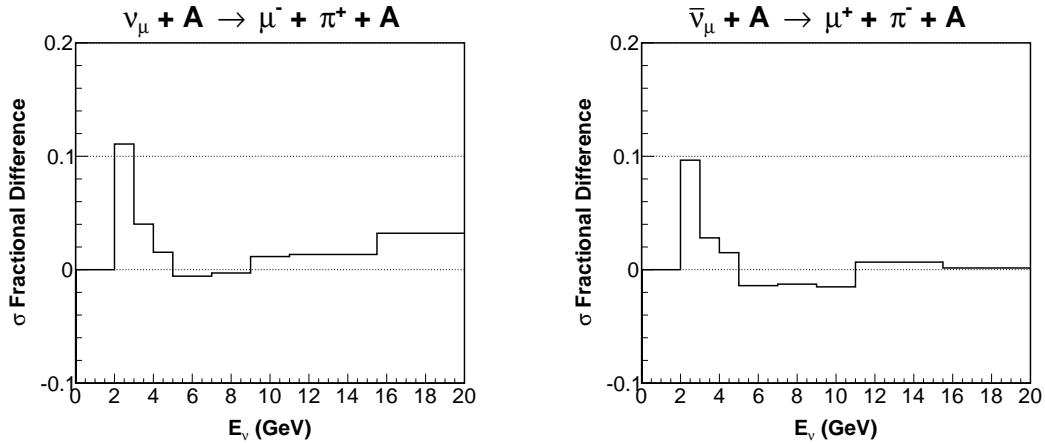 ν_μ + A → μ⁻ + π⁺ + A
0.2
0.1
0
-0.1
σ Fractional Difference
0 2 4 6 8 10 12 14 16 18 20
E_ν (GeV)
ν̅_μ + A → μ⁺ + π⁻ + A
0.2
0.1
0
-0.1
σ Fractional Difference
0 2 4 6 8 10 12 14 16 18 20
E_ν (GeV)